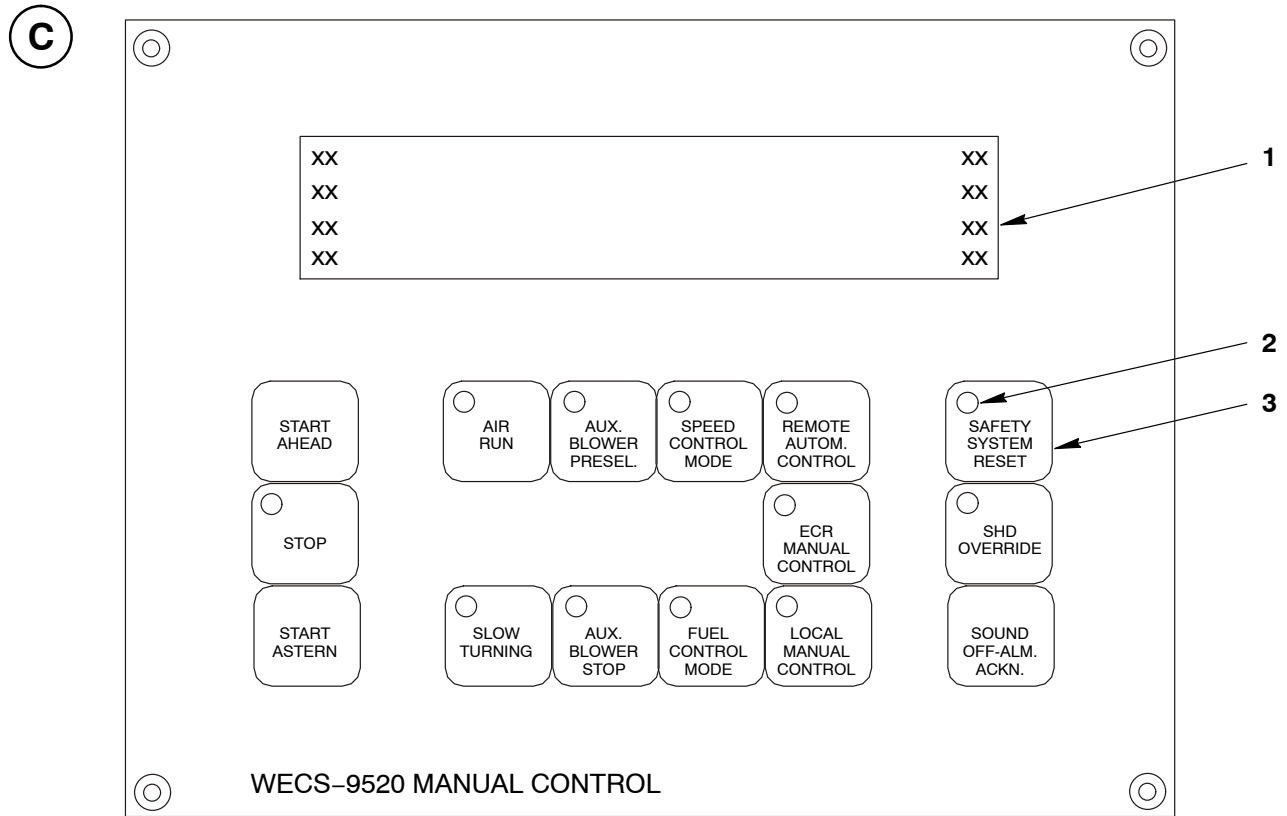 C
XX XX
XX XX
XX XX
XX XX
1
2
3
START
AHEAD
AIR
RUN
AUX.
BLOWER
PRESEL.
SPEED
CONTROL
MODE
REMOTE
AUTOM.
CONTROL
SAFETY
SYSTEM
RESET
STOP
ECR
MANUAL
CONTROL
SHD
OVERRIDE
START
ASTERN
SLOW
TURNING
AUX.
BLOWER
STOP
FUEL
CONTROL
MODE
LOCAL
MANUAL
CONTROL
SOUND
OFF-ALM.
ACKN.
WECS–9520 MANUAL CONTROL